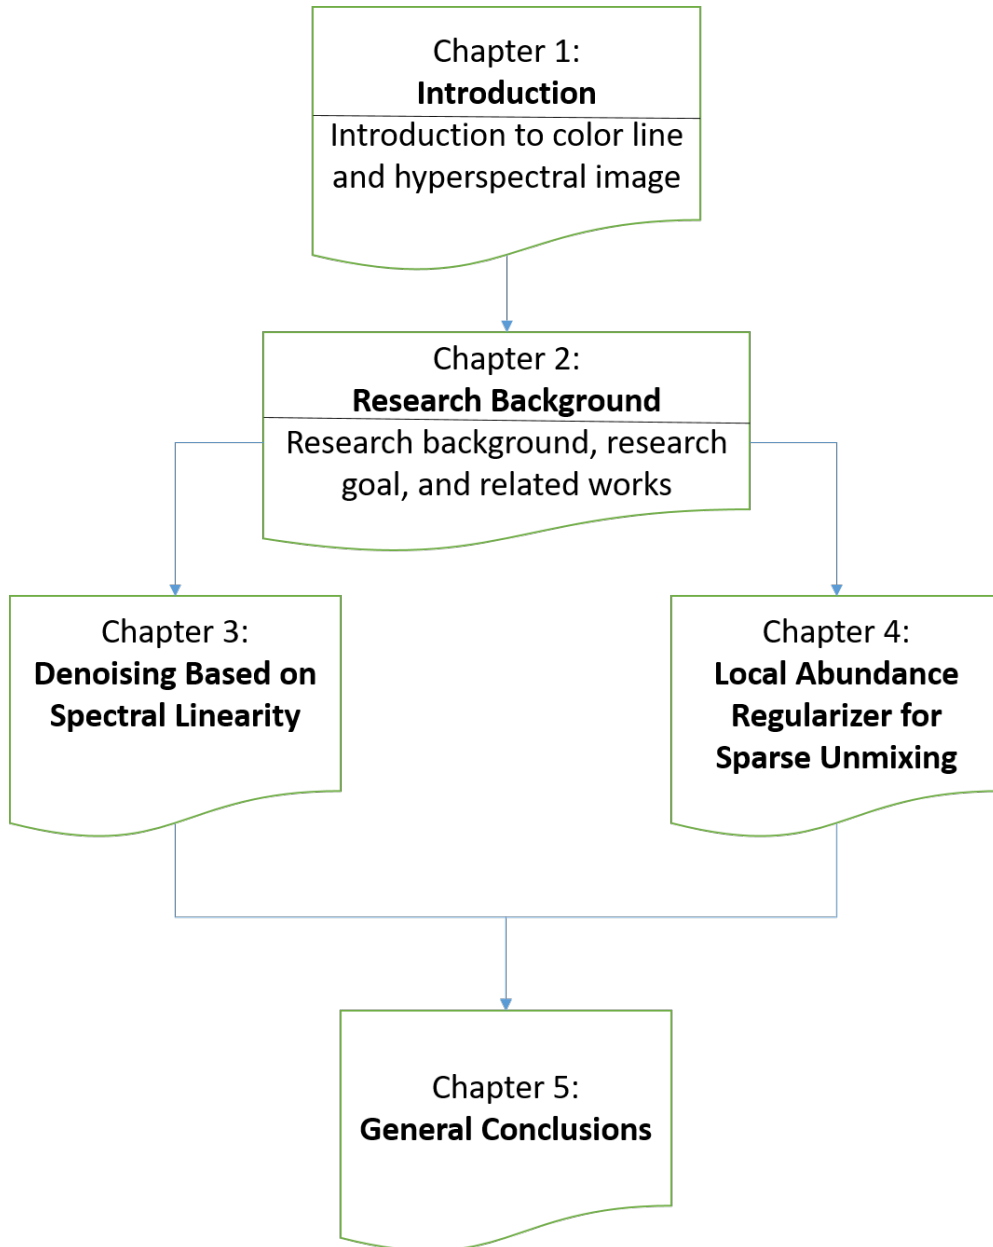 Chapter 1:
Introduction
Introduction to color line
and hyperspectral image
Chapter 2:
Research Background
Research background, research
goal, and related works
Chapter 3:
Denoising Based on
Spectral Linearity
Chapter 4:
Local Abundance
Regularizer for
Sparse Unmixing
Chapter 5:
General Conclusions